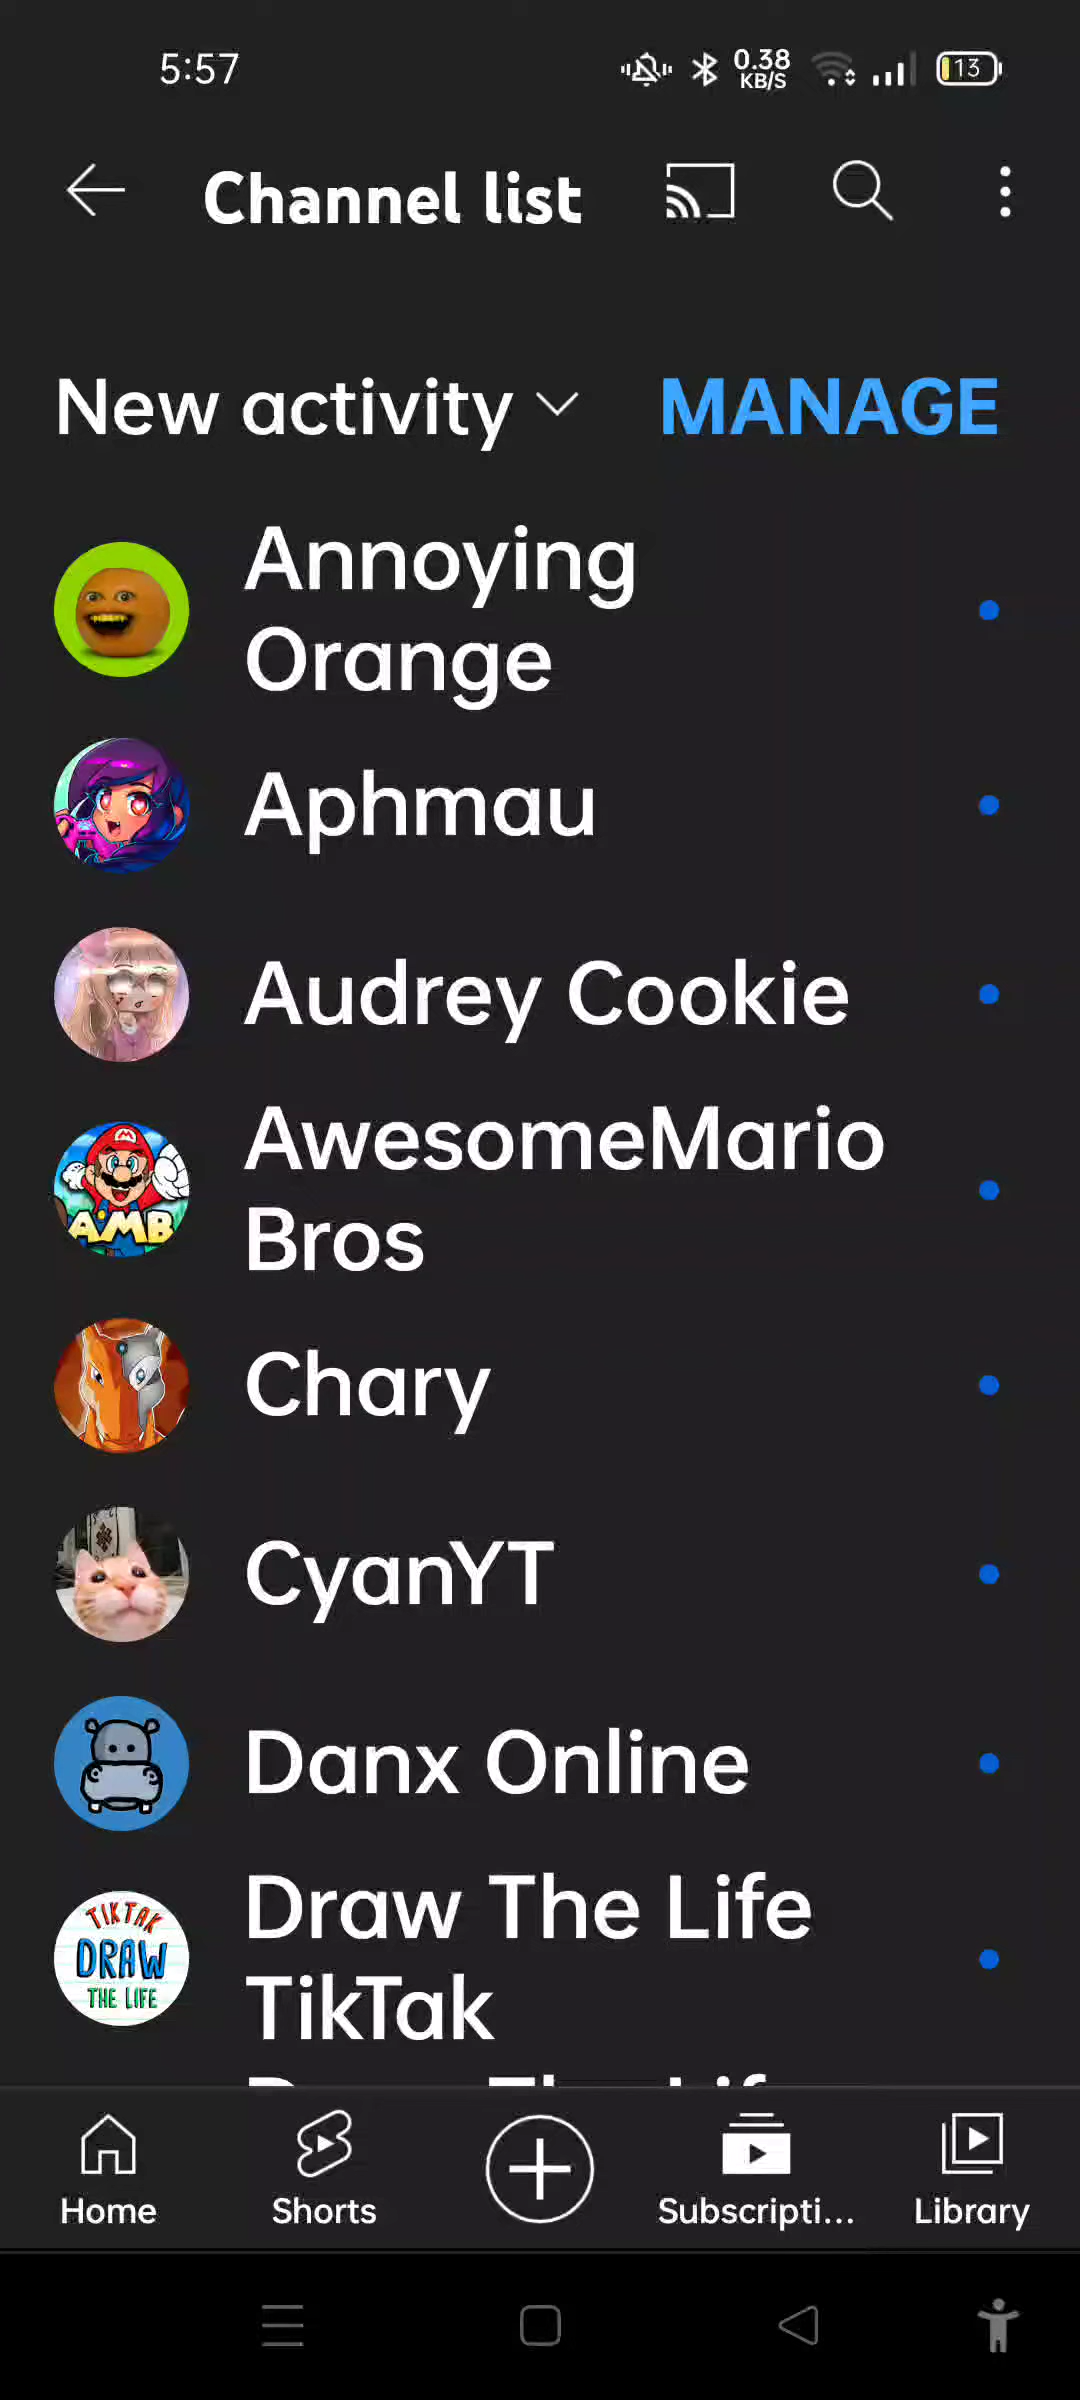 5:57
0.38
KB/S
13
Channel list
New activity
MANAGE
Annoying
Orange
Aphmau
Audrey Cookie
AwesomeMario
Bros
AMB
Chary
CyanYT
Danx Online
Draw The Life
TikTak
TIKTAK
DRAW
THE LIFE
Home
Shorts
Subscripti...
Library